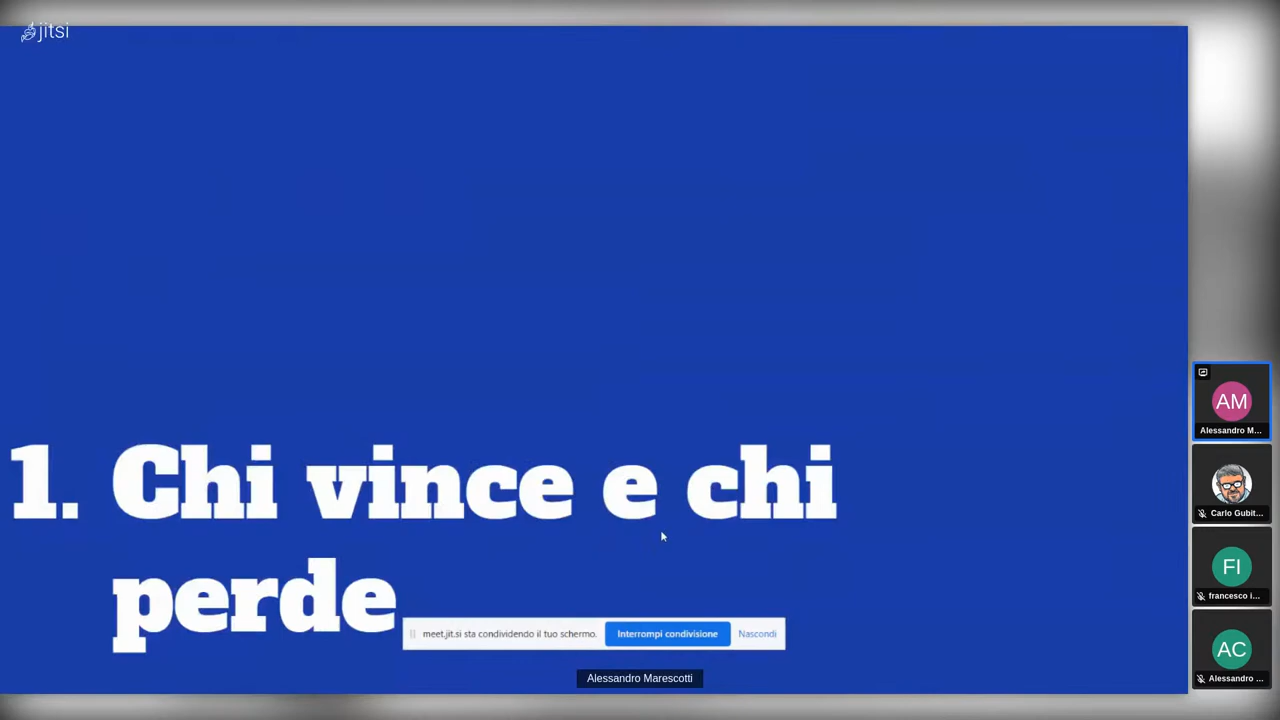 jitsi
1. Chi vince e chi
perde
meet.jit.si sta condividendo il tuo schermo.
Interrompi condivisione
Nascondi
Alessandro Marescotti
AM
Alessandro M...
Carlo Gubit...
FI
francesco i...
AC
Alessandro ...